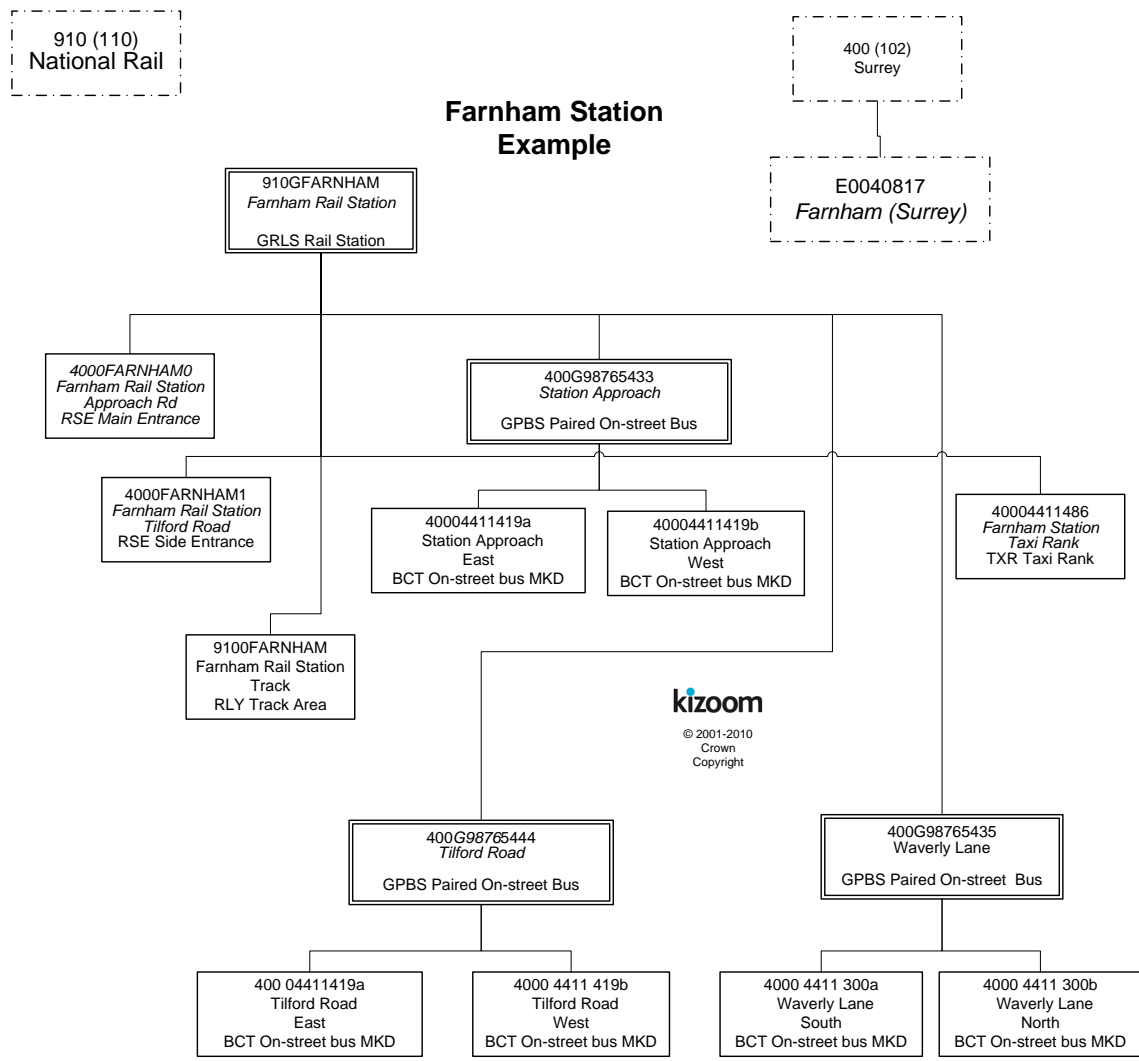 910 (110)
National Rail
400 (102)
Surrey
Farnham Station
Example
E0040817
Farnham (Surrey)
910GFARNHAM
Farnham Rail Station
GRLS Rail Station
4000FARNHAM0
Farnham Rail Station
Approach Rd
RSE Main Entrance
400G98765433
Station Approach
GPBS Paired On-street Bus
4000FARNHAM1
Farnham Rail Station
Tilford Road
RSE Side Entrance
40004411419a
Station Approach
East
BCT On-street bus MKD
40004411419b
Station Approach
West
BCT On-street bus MKD
40004411486
Farnham Station
Taxi Rank
TXR Taxi Rank
9100FARNHAM
Farnham Rail Station
Track
RLY Track Area
kizoom
© 2001-2010
Crown
Copyright
400G98765444
Tilford Road
GPBS Paired On-street Bus
400G98765435
Waverly Lane
GPBS Paired On-street  Bus
400 04411419a
Tilford Road
East
BCT On-street bus MKD
4000 4411 419b
Tilford Road
West
BCT On-street bus MKD
4000 4411 300a
Waverly Lane
South
BCT On-street bus MKD
4000 4411 300b
Waverly Lane
North
BCT On-street bus MKD